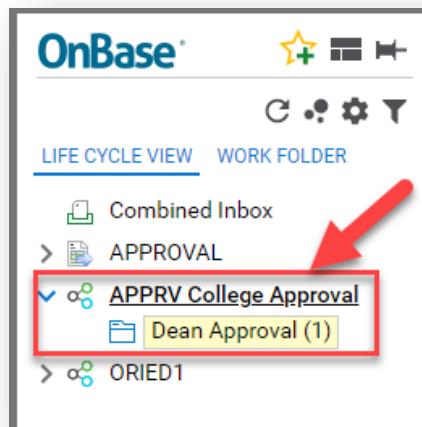 OnBase
LIFE CYCLE VIEW WORK FOLDER
Combined Inbox
APPROVAL
APPRV College Approval
Dean Approval (1)
ORIED1